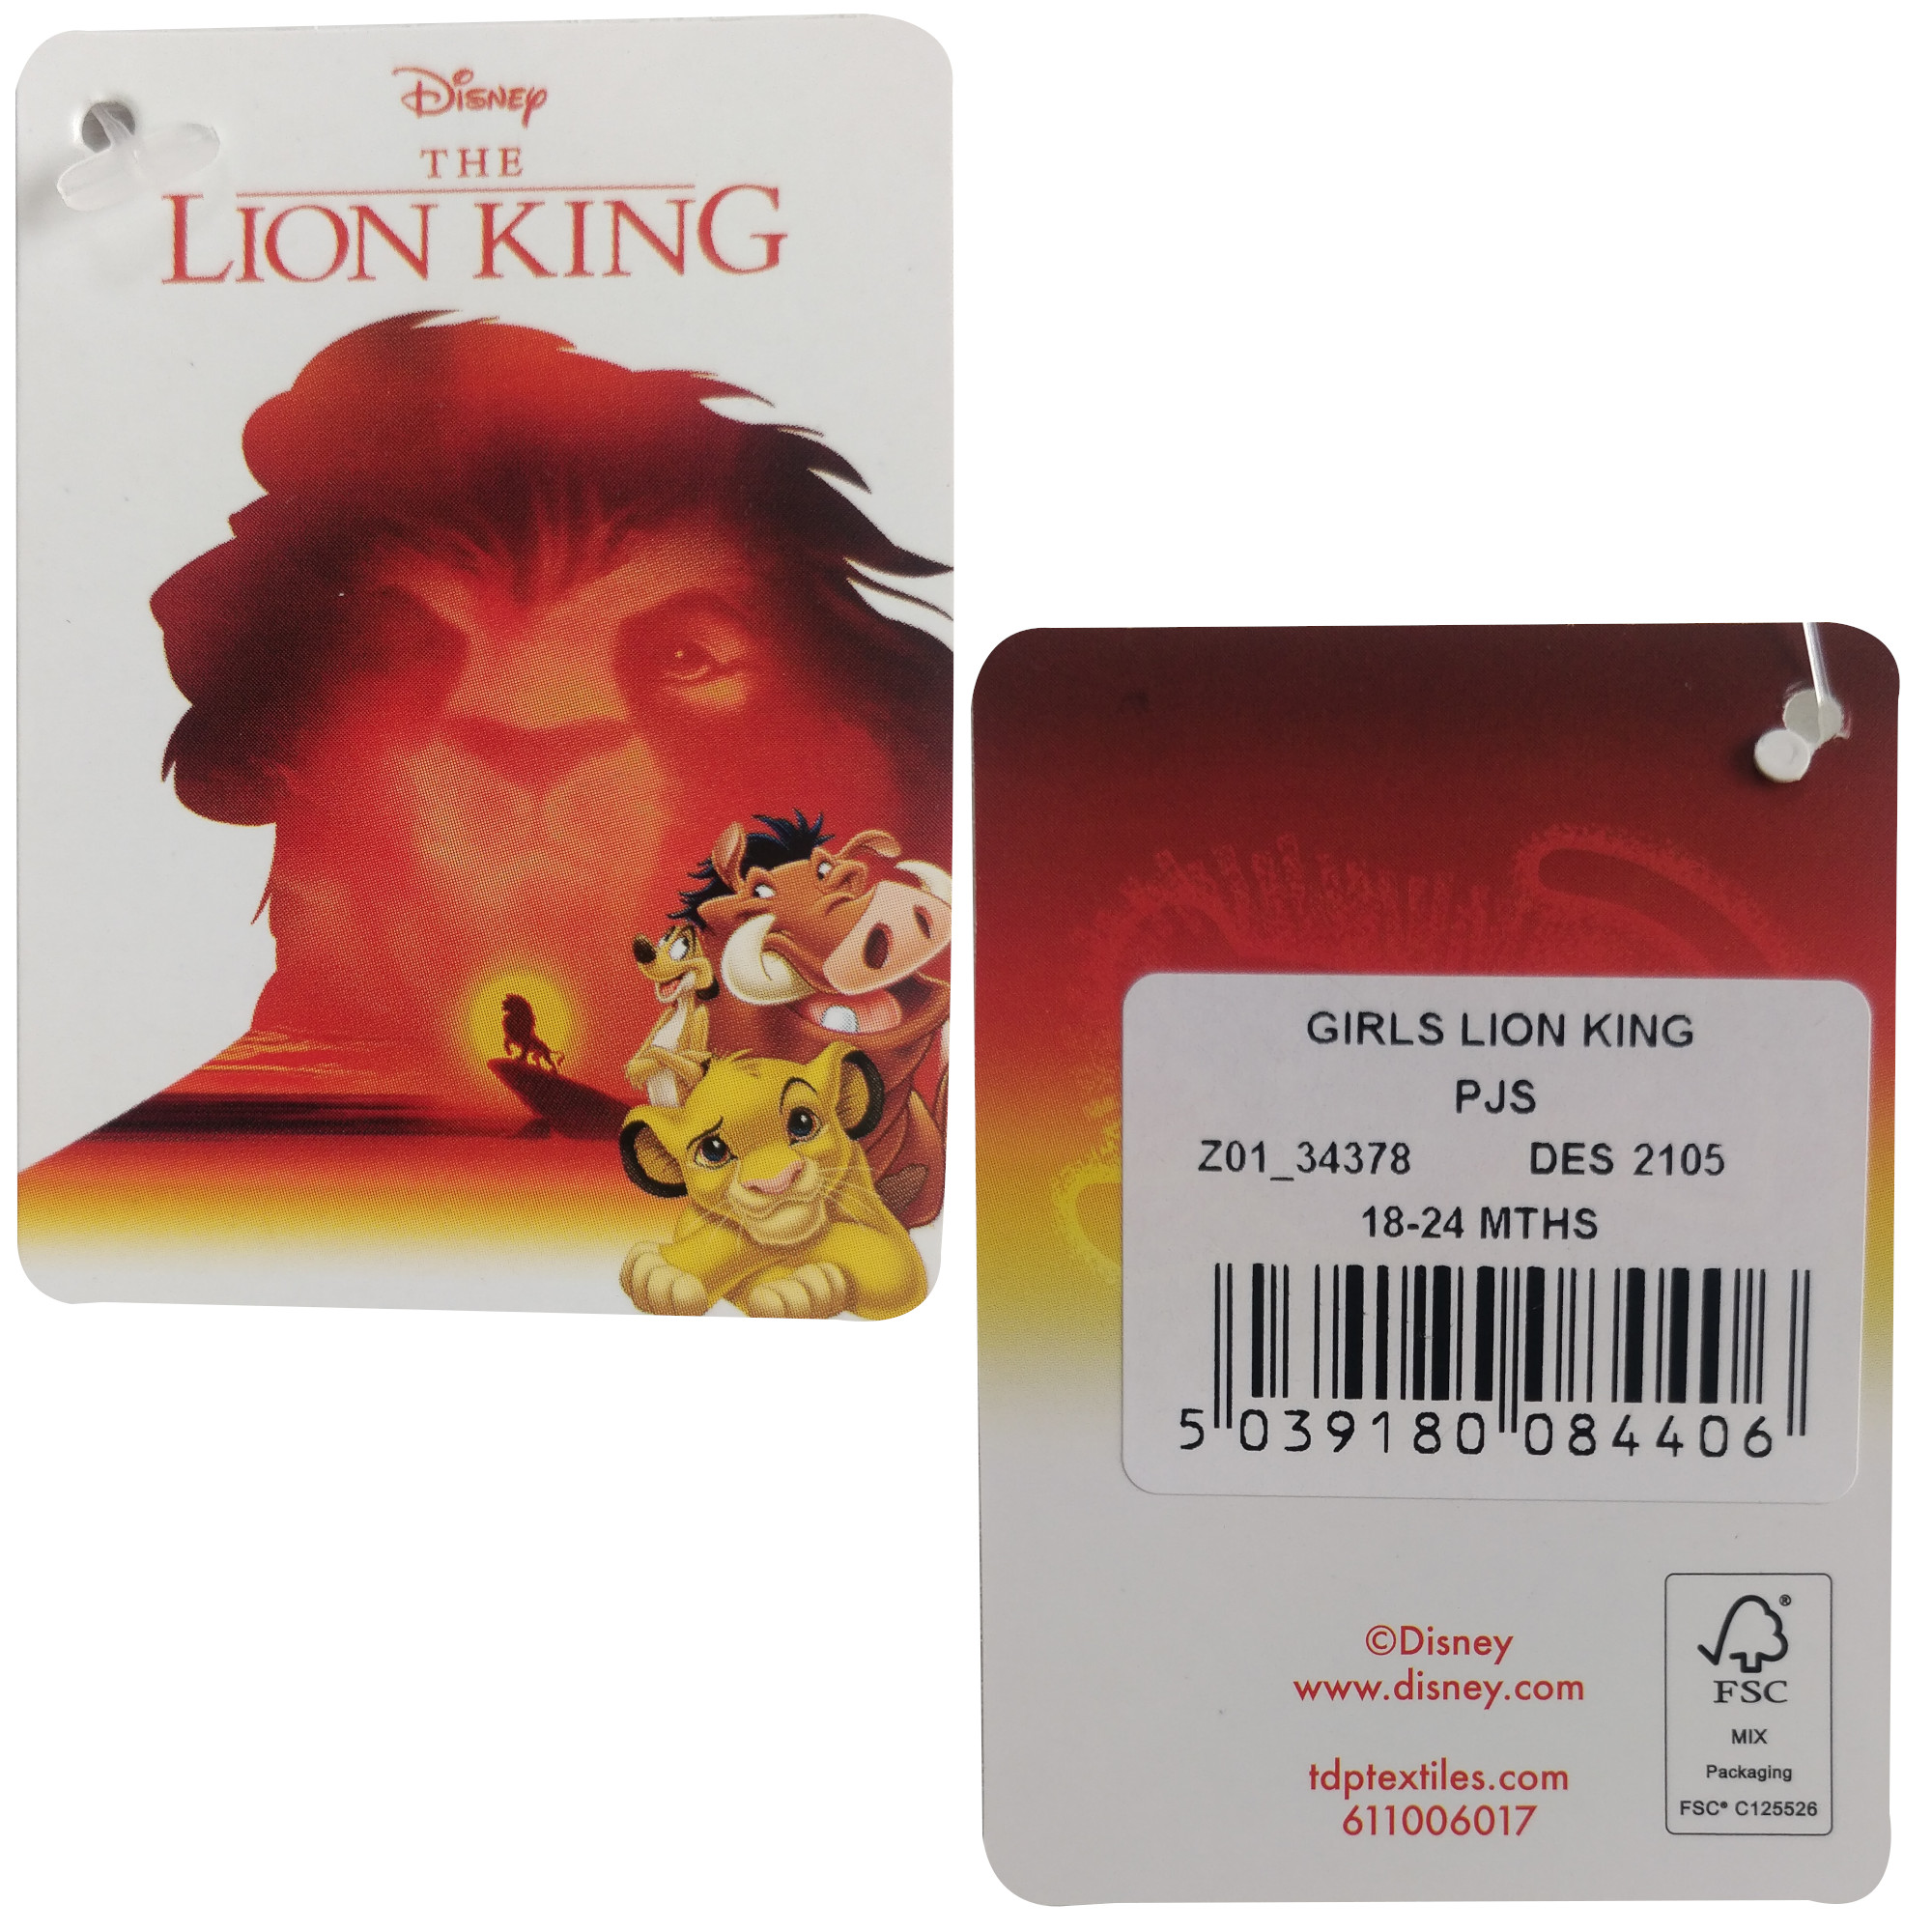 Disney
THE
LION KING
GIRLS LION KING
PJS
Z01_34378 DES 2105
18-24 MTHS
5 039180 084406
©Disney
www.disney.com
tdptextiles.com
611006017
®
FSC
MIX
Packaging
FSC® C125526